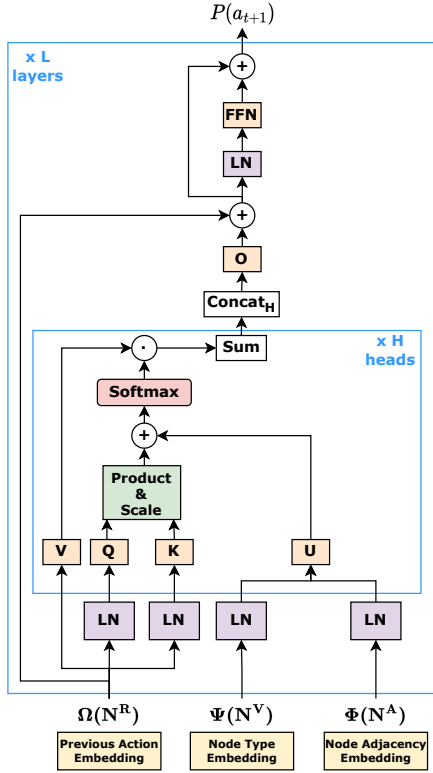 P(a_{t+1})
x L
layers
+
FFN
LN
+
O
Concat_H
x H
heads
·
Sum
Softmax
+
Product
&
Scale
V
Q
K
U
LN
LN
LN
LN
Ω(N^R)
Ψ(N^V)
Φ(N^A)
Previous Action
Embedding
Node Type
Embedding
Node Adjacency
Embedding